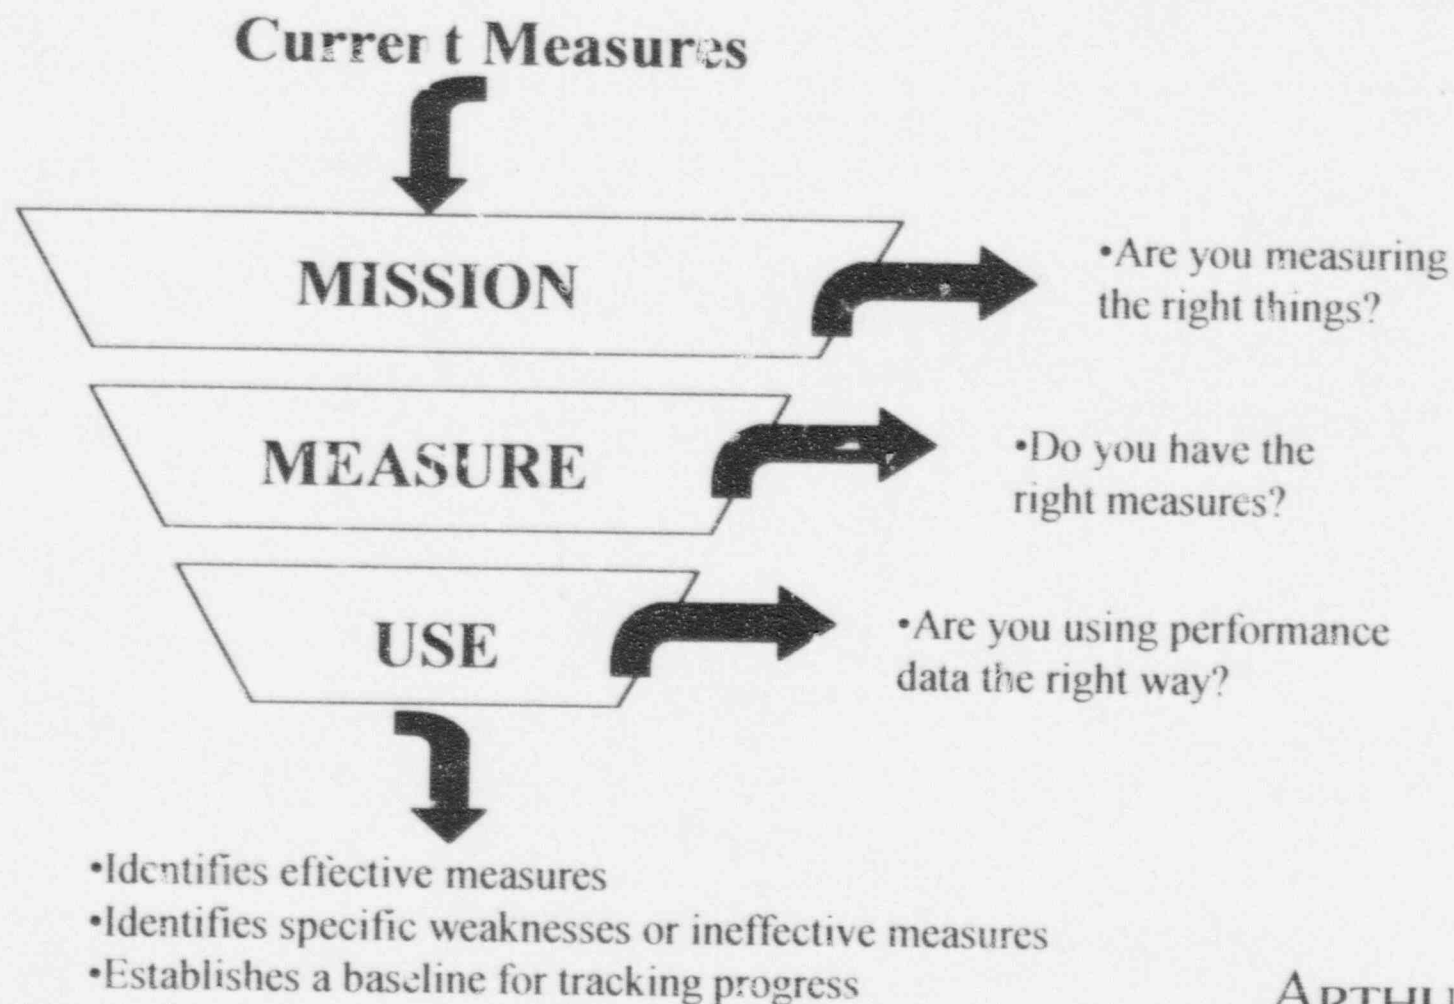 Current Measures
MISSION
•Are you measuring
the right things?
MEASURE
•Do you have the
right measures?
USE
•Are you using performance
data the right way?
•Identifies effective measures
•Identifies specific weaknesses or ineffective measures
•Establishes a baseline for tracking progress